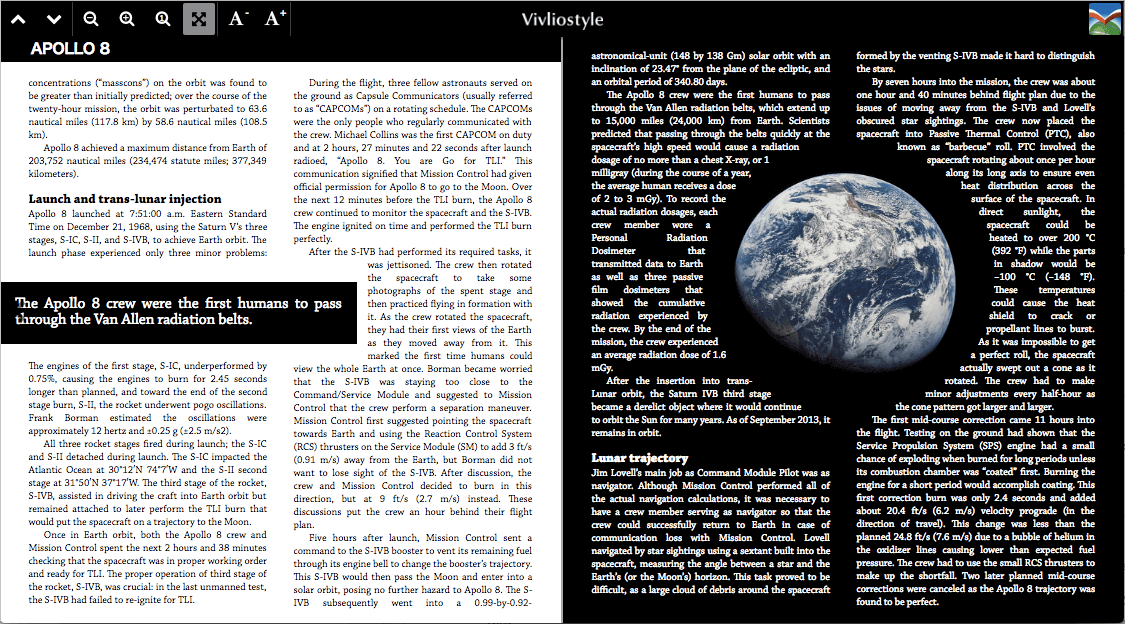 A- A+
Vivliostyle
APOLLO 8
concentrations (“masscons”) on the orbit was found to
be greater than initially predicted; over the course of the
twenty-hour mission, the orbit was perturbated to 63.6
nautical miles (117.8 km) by 58.6 nautical miles (108.5
km).
Apollo 8 achieved a maximum distance from Earth of
203,752 nautical miles (234,474 statute miles; 377,349
kilometers).
Launch and trans-lunar injection
Apollo 8 launched at 7:51:00 a.m. Eastern Standard
Time on December 21, 1968, using the Saturn V’s three
stages, S-IC, S-II, and S-IVB, to achieve Earth orbit. The
launch phase experienced only three minor problems:
The Apollo 8 crew were the first humans to pass
through the Van Allen radiation belts.
The engines of the first stage, S-IC, underperformed by
0.75%, causing the engines to burn for 2.45 seconds
longer than planned, and toward the end of the second
stage burn, S-II, the rocket underwent pogo oscillations.
Frank Borman estimated the oscillations were
approximately 12 hertz and ±0.25 g (±2.5 m/s2).
All three rocket stages fired during launch; the S-IC
and S-II detached during launch. The S-IC impacted the
Atlantic Ocean at 30°12′N 74°7′W and the S-II second
stage at 31°50′N 37°17′W. The third stage of the rocket,
S-IVB, assisted in driving the craft into Earth orbit but
remained attached to later perform the TLI burn that
would put the spacecraft on a trajectory to the Moon.
Once in Earth orbit, both the Apollo 8 crew and
Mission Control spent the next 2 hours and 38 minutes
checking that the spacecraft was in proper working order
and ready for TLI. The proper operation of third stage of
the rocket, S-IVB, was crucial: in the last unmanned test,
the S-IVB had failed to re-ignite for TLI.
During the flight, three fellow astronauts served on
the ground as Capsule Communicators (usually referred
to as “CAPCOMs”) on a rotating schedule. The CAPCOMs
were the only people who regularly communicated with
the crew. Michael Collins was the first CAPCOM on duty
and at 2 hours, 27 minutes and 22 seconds after launch
radioed, “Apollo 8. You are Go for TLI.” This
communication signified that Mission Control had given
official permission for Apollo 8 to go to the Moon. Over
the next 12 minutes before the TLI burn, the Apollo 8
crew continued to monitor the spacecraft and the S-IVB.
The engine ignited on time and performed the TLI burn
perfectly.
After the S-IVB had performed its required tasks, it
was jettisoned. The crew then rotated
the spacecraft to take some
photographs of the spent stage and
then practiced flying in formation with
it. As the crew rotated the spacecraft,
they had their first views of the Earth
as they moved away from it. This
marked the first time humans could
view the whole Earth at once. Borman became worried
that the S-IVB was staying too close to the
Command/Service Module and suggested to Mission
Control that the crew perform a separation maneuver.
Mission Control first suggested pointing the spacecraft
towards Earth and using the Reaction Control System
(RCS) thrusters on the Service Module (SM) to add 3 ft/s
(0.91 m/s) away from the Earth, but Borman did not
want to lose sight of the S-IVB. After discussion, the
crew and Mission Control decided to burn in this
direction, but at 9 ft/s (2.7 m/s) instead. These
discussions put the crew an hour behind their flight
plan.
Five hours after launch, Mission Control sent a
command to the S-IVB booster to vent its remaining fuel
through its engine bell to change the booster’s trajectory.
This S-IVB would then pass the Moon and enter into a
solar orbit, posing no further hazard to Apollo 8. The S-
IVB subsequently went into a 0.99-by-0.92-
astronomical-unit (148 by 138 Gm) solar orbit with an
inclination of 23.47° from the plane of the ecliptic, and
an orbital period of 340.80 days.
The Apollo 8 crew were the first humans to pass
through the Van Allen radiation belts, which extend up
to 15,000 miles (24,000 km) from Earth. Scientists
predicted that passing through the belts quickly at the
spacecraft’s high speed would cause a radiation
dosage of no more than a chest X-ray, or 1
milligray (during the course of a year,
the average human receives a dose
of 2 to 3 mGy). To record the
actual radiation dosages, each
crew member wore a
Personal Radiation
Dosimeter that
transmitted data to Earth
as well as three passive
film dosimeters that
showed the cumulative
radiation experienced by
the crew. By the end of the
mission, the crew experienced
an average radiation dose of 1.6
mGy.
After the insertion into trans-
Lunar orbit, the Saturn IVB third stage
became a derelict object where it would continue
to orbit the Sun for many years. As of September 2013, it
remains in orbit.
Lunar trajectory
Jim Lovell’s main job as Command Module Pilot was as
navigator. Although Mission Control performed all of
the actual navigation calculations, it was necessary to
have a crew member serving as navigator so that the
crew could successfully return to Earth in case of
communication loss with Mission Control. Lovell
navigated by star sightings using a sextant built into the
spacecraft, measuring the angle between a star and the
Earth’s (or the Moon’s) horizon. This task proved to be
difficult, as a large cloud of debris around the spacecraft
formed by the venting S-IVB made it hard to distinguish
the stars.
By seven hours into the mission, the crew was about
one hour and 40 minutes behind flight plan due to the
issues of moving away from the S-IVB and Lovell’s
obscured star sightings. The crew now placed the
spacecraft into Passive Thermal Control (PTC), also
known as “barbecue” roll. PTC involved the
spacecraft rotating about once per hour
along its long axis to ensure even
heat distribution across the
surface of the spacecraft. In
direct sunlight, the
spacecraft could be
heated to over 200 °C
(392 °F) while the parts
in shadow would be
−100 °C (−148 °F).
These temperatures
could cause the heat
shield to crack or
propellant lines to burst.
As it was impossible to get
a perfect roll, the spacecraft
actually swept out a cone as it
rotated. The crew had to make
minor adjustments every half-hour as
the cone pattern got larger and larger.
The first mid-course correction came 11 hours into
the flight. Testing on the ground had shown that the
Service Propulsion System (SPS) engine had a small
chance of exploding when burned for long periods unless
its combustion chamber was “coated” first. Burning the
engine for a short period would accomplish coating. This
first correction burn was only 2.4 seconds and added
about 20.4 ft/s (6.2 m/s) velocity prograde (in the
direction of travel). This change was less than the
planned 24.8 ft/s (7.6 m/s) due to a bubble of helium in
the oxidizer lines causing lower than expected fuel
pressure. The crew had to use the small RCS thrusters to
make up the shortfall. Two later planned mid-course
corrections were canceled as the Apollo 8 trajectory was
found to be perfect.